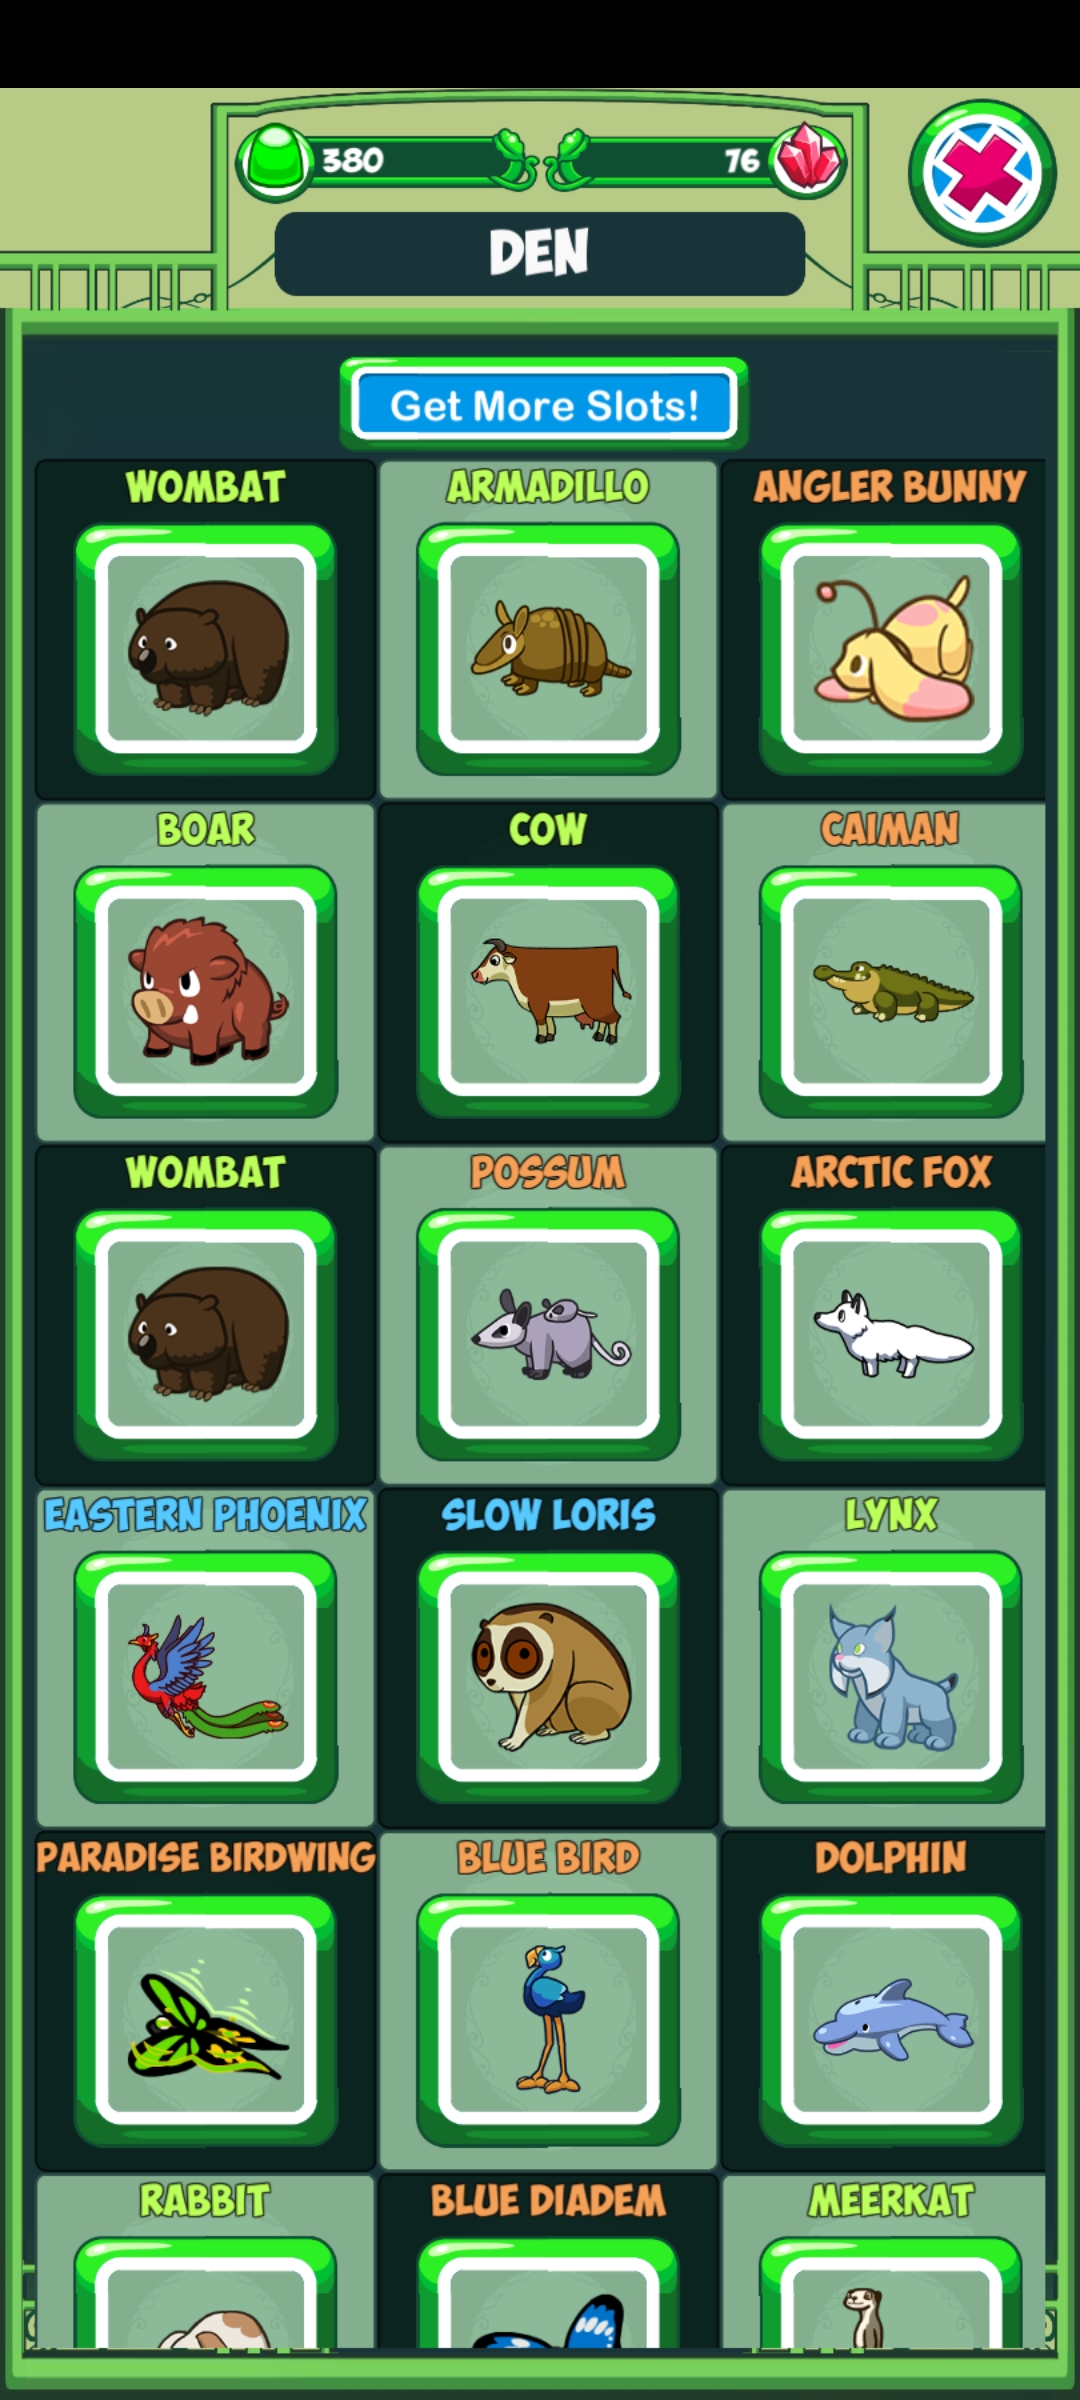 380
76
DEN
Get More Slots!
WOMBAT
ARMADILLO
ANGLER BUNNY
BOAR
COW
CAIMAN
WOMBAT
POSSUM
ARCTIC FOX
EASTERN PHOENIX
SLOW LORIS
LYNX
PARADISE BIRDWING
BLUE BIRD
DOLPHIN
RABBIT
BLUE DIADEM
MEERKAT